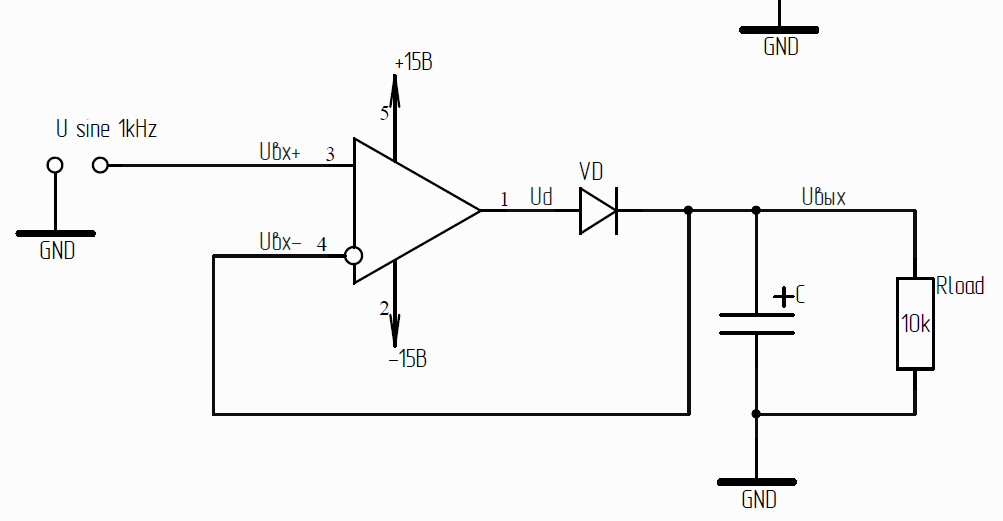 GND
+15В
5
U sine 1kHz
Uвх+
3
VD
1
Ud
Uвых
GND
Uвх-
4
Rload
+
C
10k
2
-15В
GND